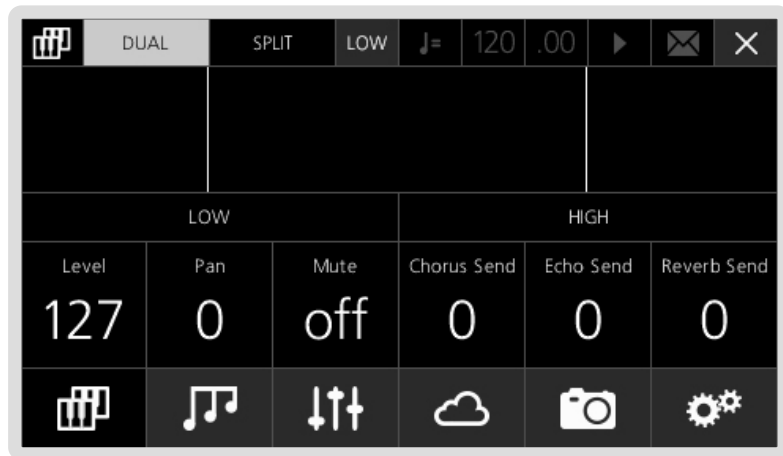 DUAL SPLIT LOW ♩= 120 .00
LOW HIGH
Level Pan Mute Chorus Send Echo Send Reverb Send
127 0 off 0 0 0